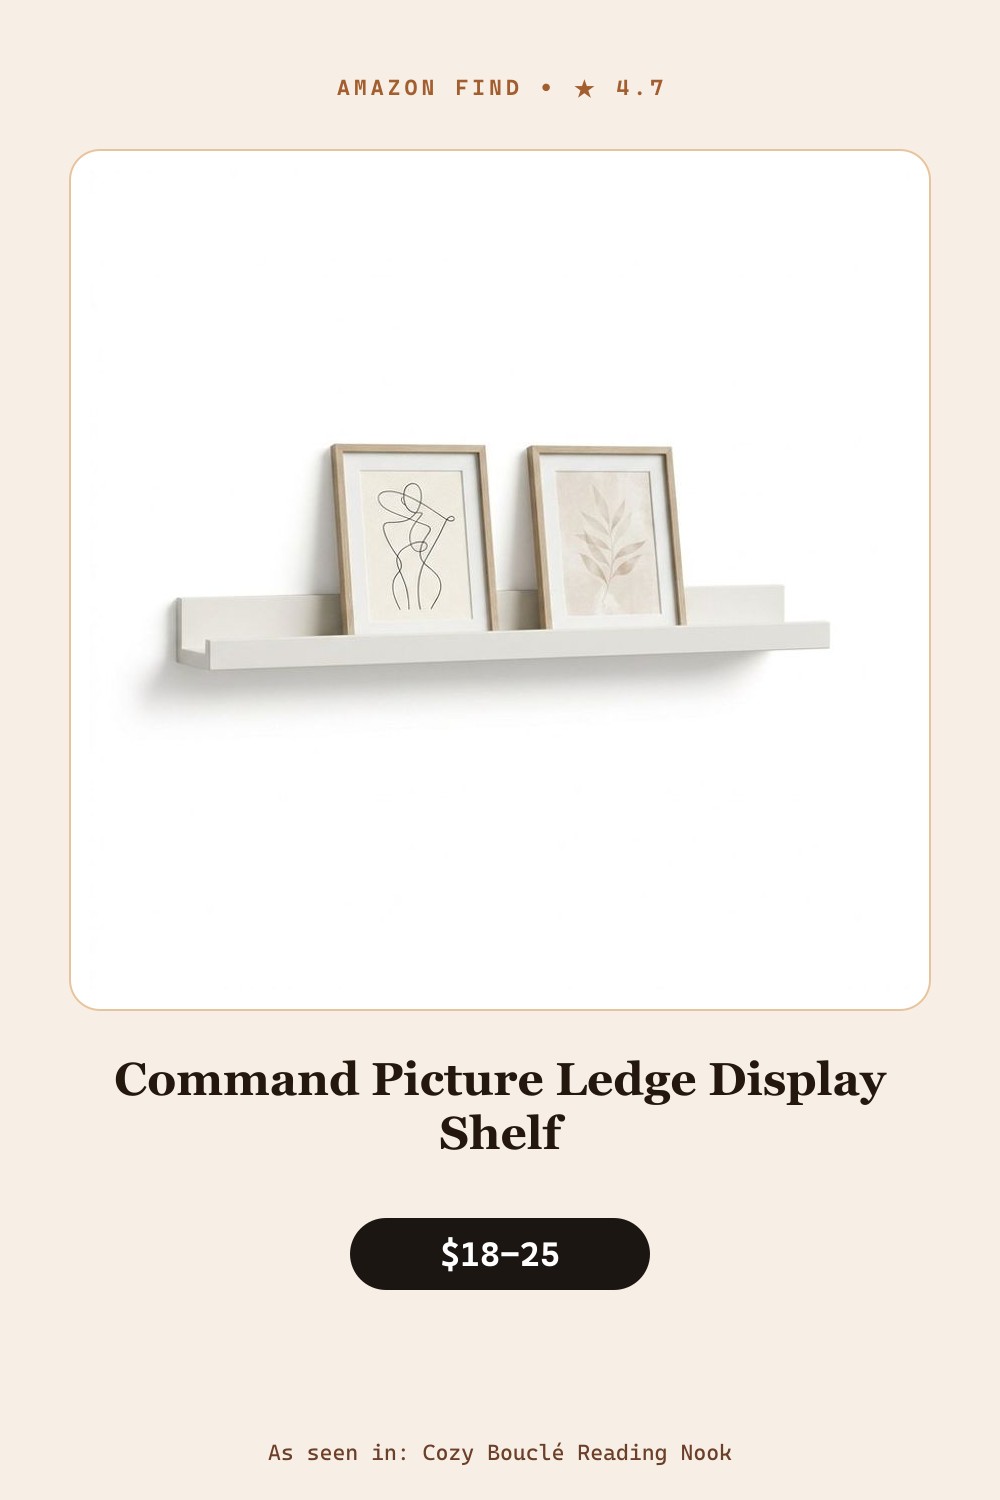 AMAZON FIND • ★ 4.7
Command Picture Ledge Display
Shelf
$18–25
As seen in: Cozy Bouclé Reading Nook